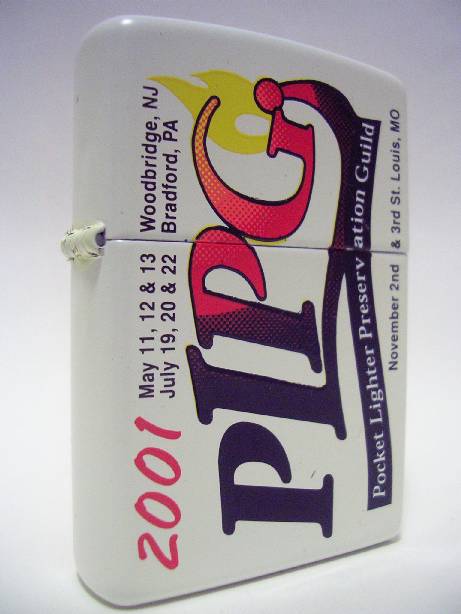 2001
May 11, 12 & 13 Woodbridge, NJ
July 19, 20 & 22 Bradford, PA
PLPG
Pocket Lighter Preservation Guild
November 2nd & 3rd St. Louis, MO